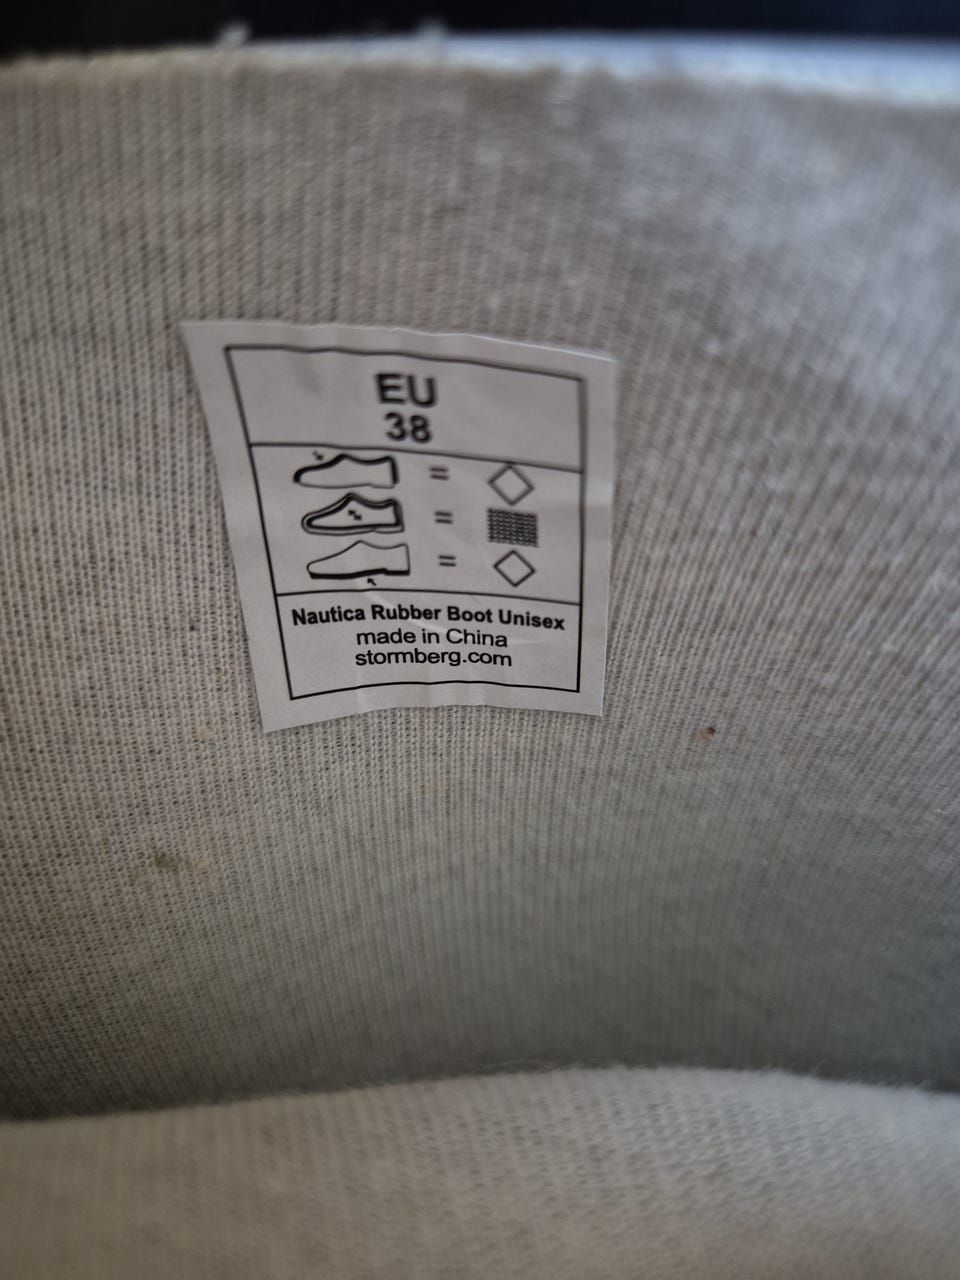 EU
38
=
=
=
Nautica Rubber Boot Unisex
made in China
stormberg.com